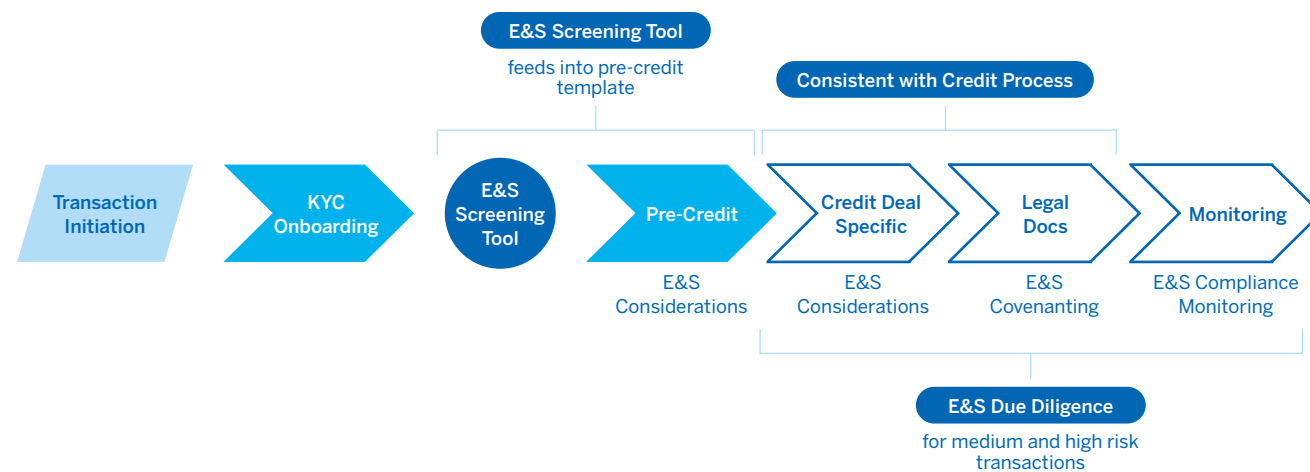 E&S Screening Tool
feeds into pre-credit
template
Consistent with Credit Process
Transaction
Initiation
KYC
Onboarding
E&S
Screening
Tool
Pre-Credit
Credit Deal
Specific
Legal
Docs
Monitoring
E&S
Considerations
E&S
Considerations
E&S
Covenanting
E&S Compliance
Monitoring
E&S Due Diligence
for medium and high risk
transactions